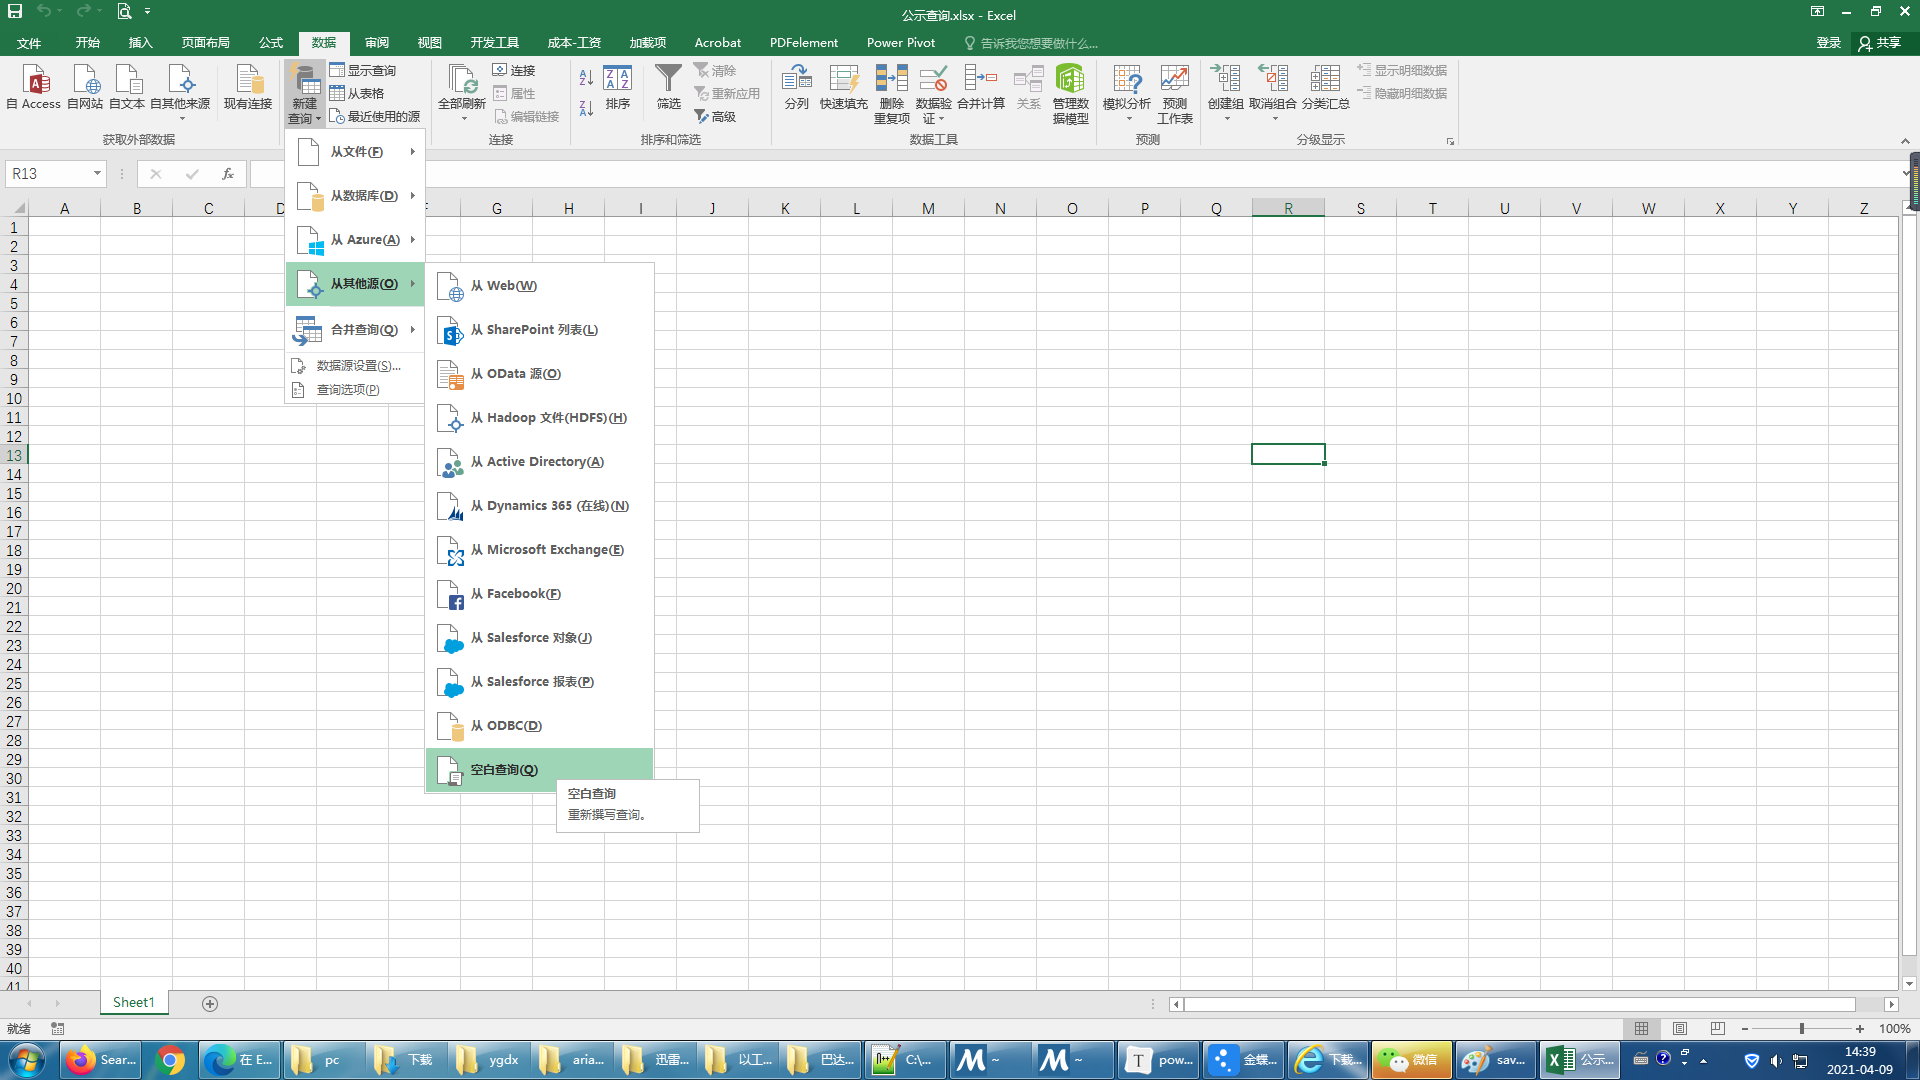 公示查询.xlsx - Excel
文件 开始 插入 页面布局 公式 数据 审阅 视图 开发工具 成本-工资 加载项 Acrobat PDFelement Power Pivot 告诉我您想要做什么... 登录 共享
自 Access 自网站 自文本 自其他来源 现有连接
获取外部数据
新建查询
显示查询
从表格
最近使用的源
全部刷新
连接
属性
编辑链接
连接
排序
筛选
清除
重新应用
高级
排序和筛选
分列 快速填充 删除重复项 数据验证 合并计算 关系 管理数据模型
数据工具
模拟分析 预测工作表
预测
创建组 取消组合 分类汇总
显示明细数据
隐藏明细数据
分级显示
R13
fx
A B C D F G H I J K L M N O P Q R S T U V W X Y Z
1
2
3
4
5
6
7
8
9
10
11
12
13
14
15
16
17
18
19
20
21
22
23
24
25
26
27
28
29
30
31
32
33
34
35
36
37
38
39
40
41
从文件(F)
从数据库(D)
从 Azure(A)
从其他源(O)
合并查询(Q)
数据源设置(S)...
查询选项(P)
从 Web(W)
从 SharePoint 列表(L)
从 OData 源(O)
从 Hadoop 文件(HDFS)(H)
从 Active Directory(A)
从 Dynamics 365 (在线)(N)
从 Microsoft Exchange(E)
从 Facebook(F)
从 Salesforce 对象(J)
从 Salesforce 报表(P)
从 ODBC(D)
空白查询(Q)
空白查询
重新撰写查询。
Sheet1
就绪
100%
Sear... 在 E... pc 下载 ygdx aria... 迅雷... 以工... 巴达... C:\... ~ ~ pow... 金蝶... 下载... 微信 sav... 公示...
14:39
2021-04-09